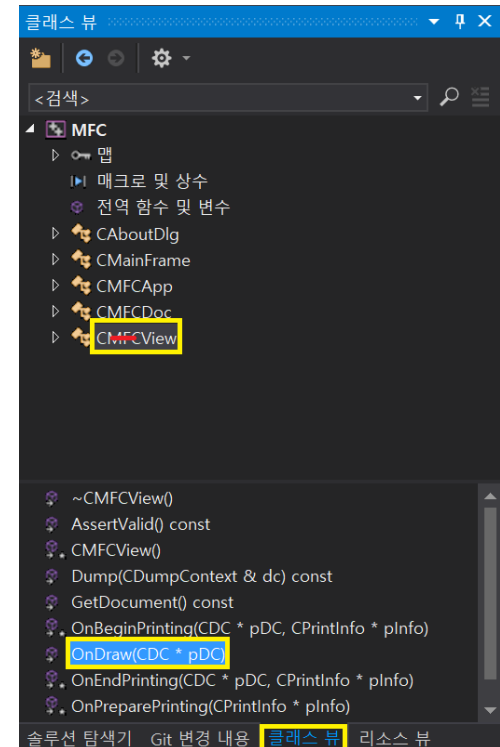 클래스 뷰
<검색>
MFC
맵
매크로 및 상수
전역 함수 및 변수
CAboutDlg
CMainFrame
CMFCApp
CMFCDoc
CMFCView
~CMFCView()
AssertValid() const
CMFCView()
Dump(CDumpContext & dc) const
GetDocument() const
OnBeginPrinting(CDC * pDC, CPrintInfo * pInfo)
OnDraw(CDC * pDC)
OnEndPrinting(CDC * pDC, CPrintInfo * pInfo)
OnPreparePrinting(CPrintInfo * pInfo)
솔루션 탐색기 Git 변경 내용 클래스 뷰 리소스 뷰